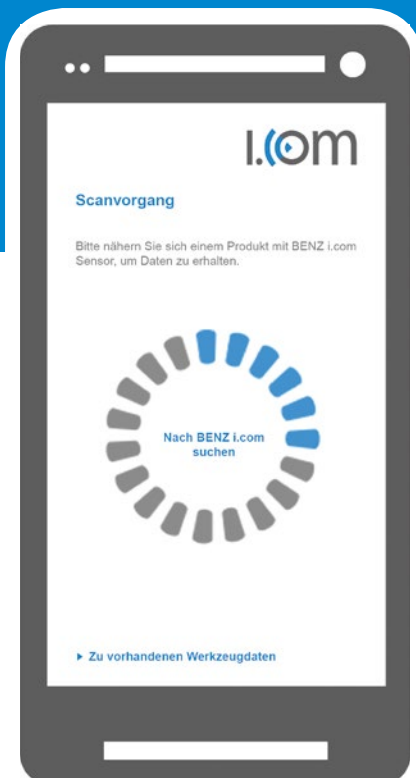 i.com
Scanvorgang
Bitte nähern Sie sich einem Produkt mit BENZ i.com
Sensor, um Daten zu erhalten.
Nach BENZ i.com
suchen
Zu vorhandenen Werkzeugdaten